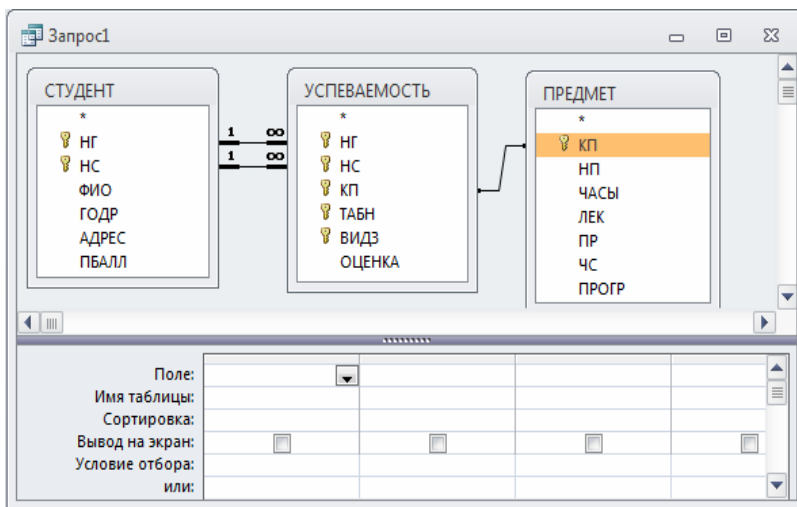 Запрос1
СТУДЕНТ
*
НГ
НС
ФИО
ГОДР
АДРЕС
ПБАЛЛ
1 ∞
1 ∞
УСПЕВАЕМОСТЬ
*
НГ
НС
КП
ТАБН
ВИДЗ
ОЦЕНКА
ПРЕДМЕТ
*
КП
НП
ЧАСЫ
ЛЕК
ПР
ЧС
ПРОГР
Поле:
Имя таблицы:
Сортировка:
Вывод на экран:
Условие отбора:
или: